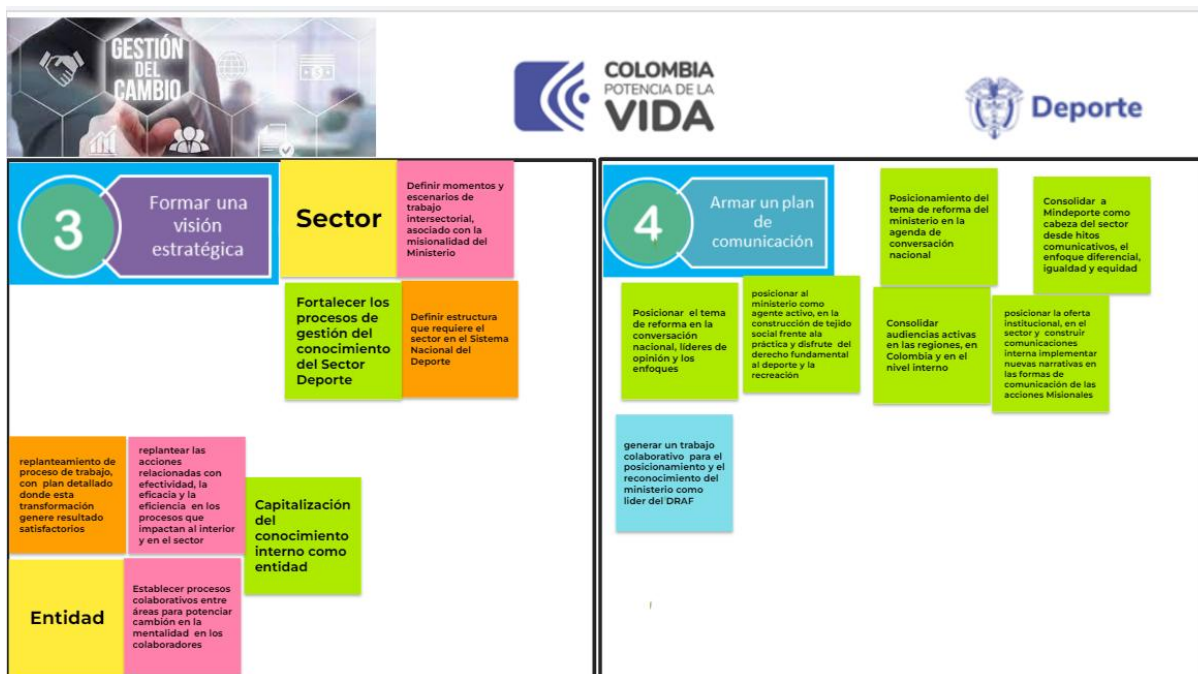 GESTIÓN
DEL
CAMBIO
COLOMBIA
POTENCIA DE LA
VIDA
Deporte
3
Formar una
visión
estratégica
Sector
Definir momentos y
escenarios de
trabajo
intersectorial,
asociado con la
misionalidad del
Ministerio
Fortalecer los
procesos de
gestión del
conocimiento
del Sector
Deporte
Definir estructura
que requiere el
sector en el Sistema
Nacional del
Deporte
replanteamiento de
proceso de trabajo,
con plan detallado
donde esta
transformación
genere resultado
satisfactorios
replantear las
acciones
relacionadas con
efectividad, la
eficacia y la
eficiencia en los
procesos que
impactan al interior
y en el sector
Capitalización
del
conocimiento
interno como
entidad
Entidad
Establecer procesos
colaborativos entre
áreas para potenciar
cambión en la
mentalidad en los
colaboradores
4
Armar un plan
de
comunicación
Posicionamiento del
tema de reforma del
ministerio en la
agenda de
conversación
nacional
Consolidar a
Mindeporte como
cabeza del sector
desde hitos
comunicativos, el
enfoque diferencial,
igualdad y equidad
Posicionar el tema
de reforma en la
conversación
nacional, líderes de
opinión y los
enfoques
posicionar al
ministerio como
agente activo, en la
construcción de tejido
social frente ala
práctica y disfrute del
derecho fundamental
al deporte y la
recreación
Consolidar
audiencias activas
en las regiones, en
Colombia y en el
nivel interno
posicionar la oferta
institucional, en el
sector y construir
comunicaciones
interna implementar
nuevas narrativas en
las formas de
comunicación de las
acciones Misionales
generar un trabajo
colaborativo para el
posicionamiento y el
reconocimiento del
ministerio como
lider del DRAF